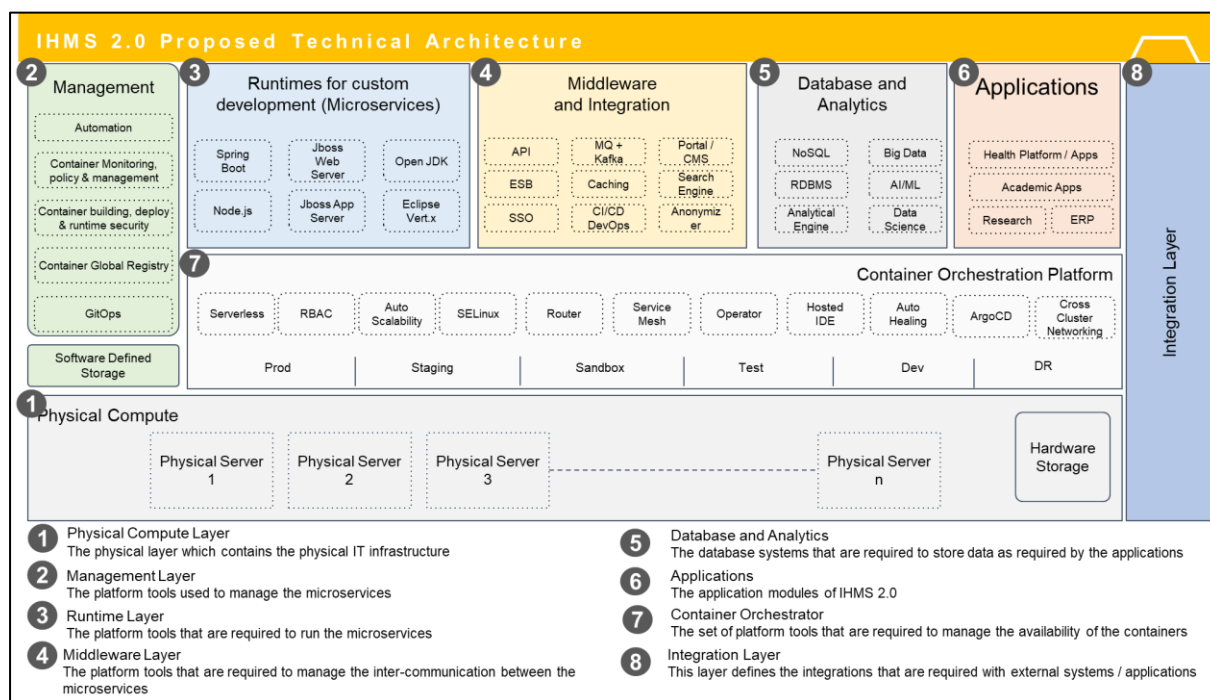 IHMS 2.0 Proposed Technical Architecture
2
Management
Automation
Container Monitoring,
policy & management
Container building, deploy
& runtime security
Container Global Registry
GitOps
Software Defined
Storage
3
Runtimes for custom
development (Microservices)
Spring
Boot
Jboss
Web
Server
Open JDK
Node.js
Jboss App
Server
Eclipse
Vert.x
4
Middleware
and Integration
API
MQ +
Kafka
Portal /
CMS
ESB
Caching
Search
Engine
SSO
CI/CD
DevOps
Anonymiz
er
5
Database and
Analytics
NoSQL
Big Data
RDBMS
AI/ML
Analytical
Engine
Data
Science
6
Applications
Health Platform / Apps
Academic Apps
Research
ERP
8
Integration Layer
7
Container Orchestration Platform
Serverless
RBAC
Auto
Scalability
SELinux
Router
Service
Mesh
Operator
Hosted
IDE
Auto
Healing
ArgoCD
Cross
Cluster
Networking
Prod
Staging
Sandbox
Test
Dev
DR
1
Physical Compute
Physical Server
1
Physical Server
2
Physical Server
3
Physical Server
n
Hardware
Storage
1
Physical Compute Layer
The physical layer which contains the physical IT infrastructure
2
Management Layer
The platform tools used to manage the microservices
3
Runtime Layer
The platform tools that are required to run the microservices
4
Middleware Layer
The platform tools that are required to manage the inter-communication between the
microservices
5
Database and Analytics
The database systems that are required to store data as required by the applications
6
Applications
The application modules of IHMS 2.0
7
Container Orchestrator
The set of platform tools that are required to manage the availability of the containers
8
Integration Layer
This layer defines the integrations that are required with external systems / applications